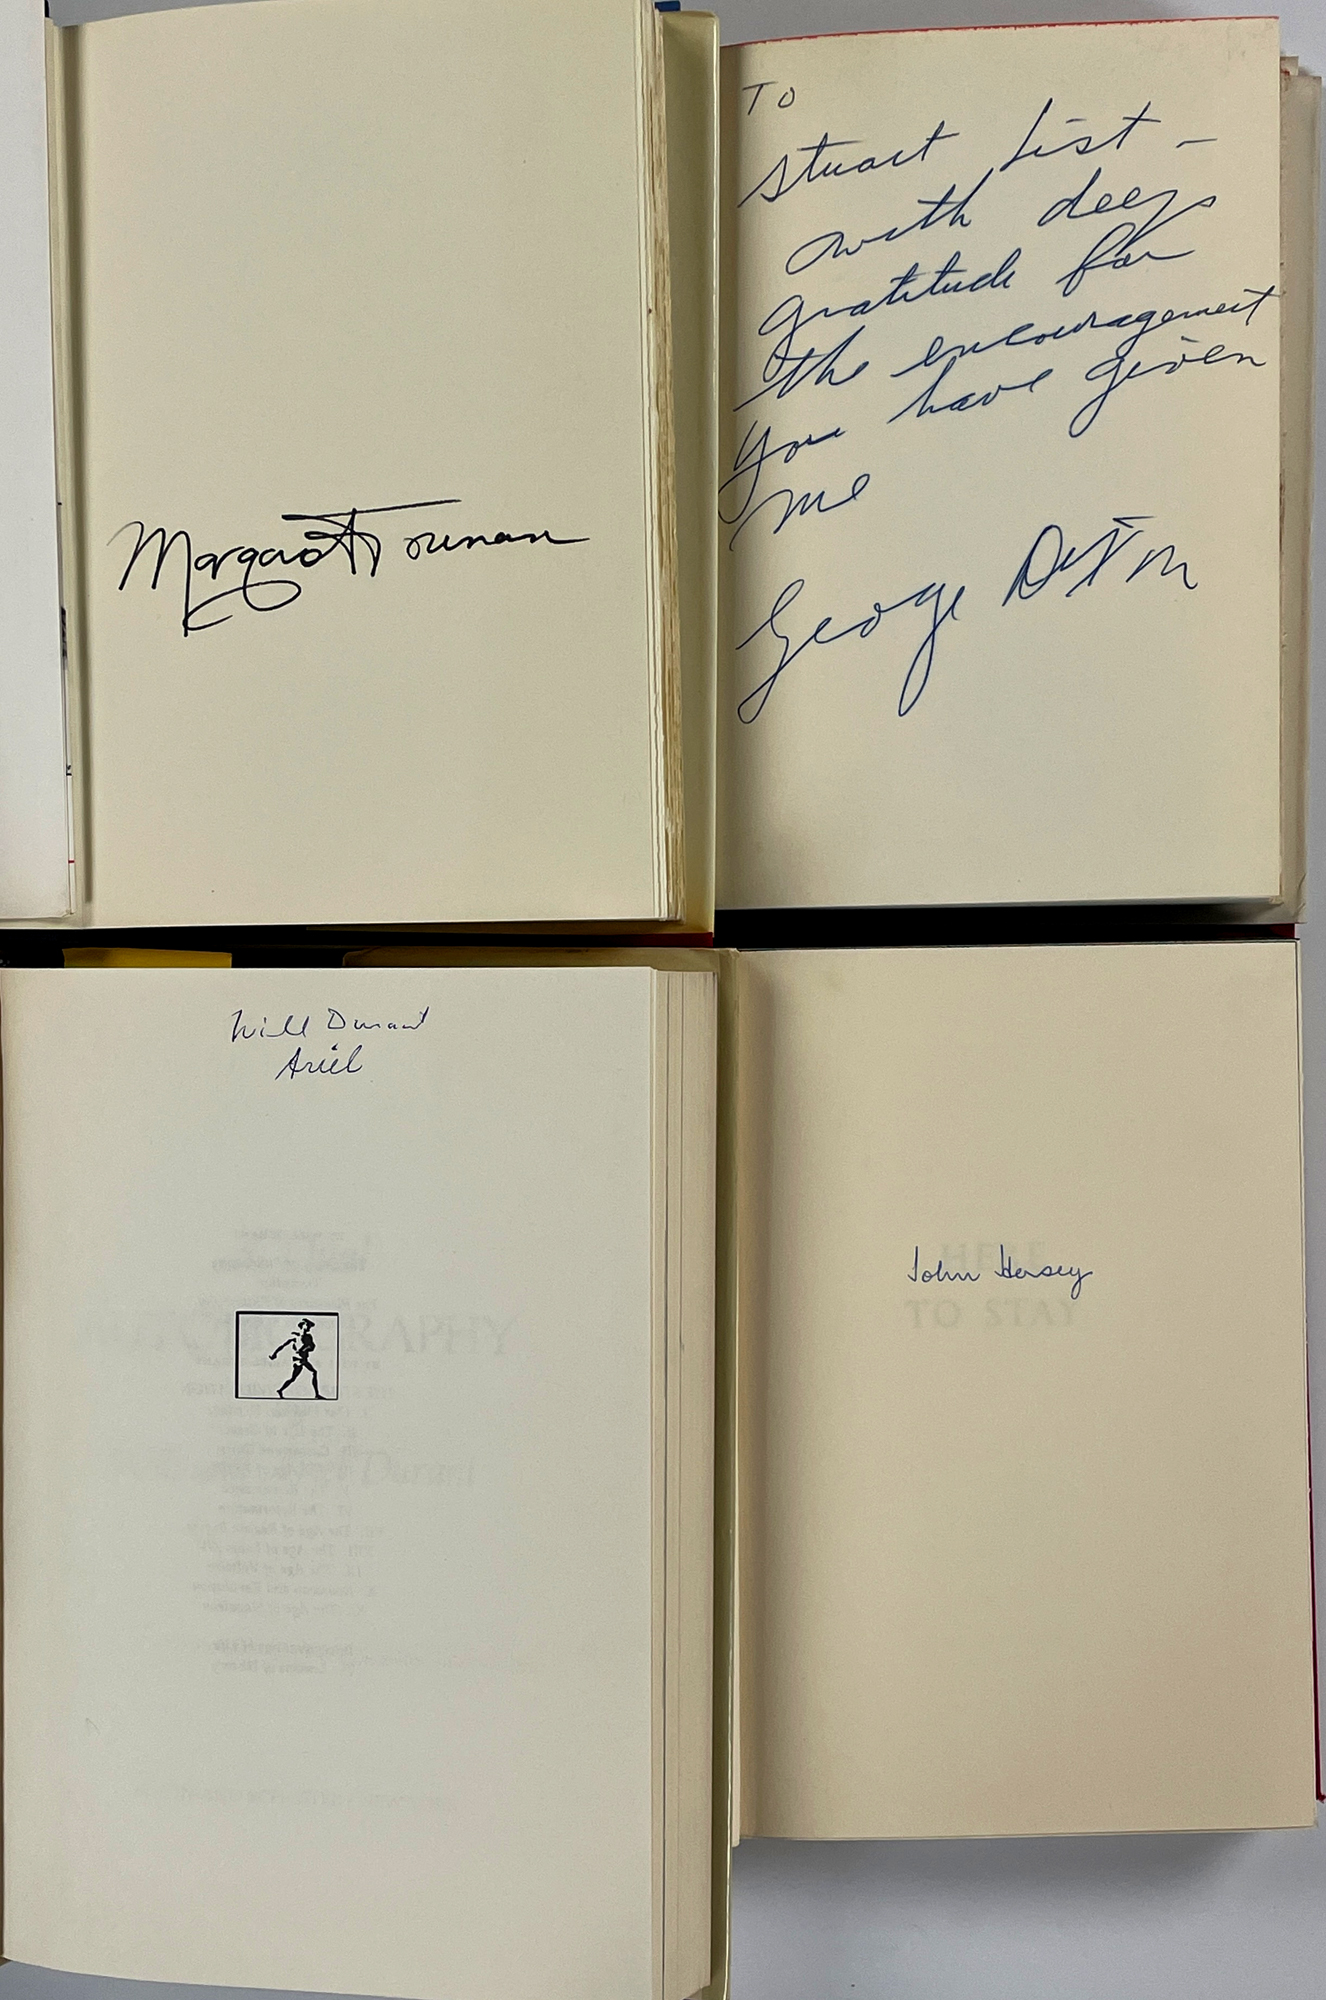 Margaret Truman
TO
Stuart List –
with deep
gratitude for
the encouragement
you have given
me
George Dixon
Will Durant
Ariel
John Hersey
HERE
TO STAY